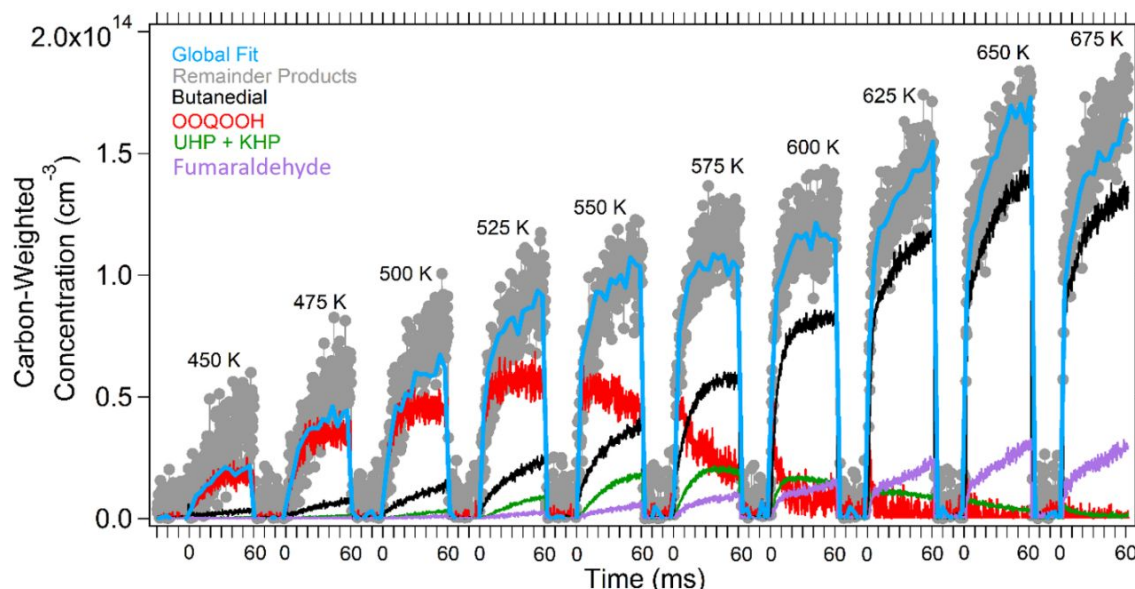 2.0x10¹⁴
1.5
1.0
0.5
0.0
Carbon-Weighted
Concentration (cm⁻³)
Global Fit
Remainder Products
Butanedial
OOQOOH
UHP + KHP
Fumaraldehyde
450 K
475 K
500 K
525 K
550 K
575 K
600 K
625 K
650 K
675 K
0 60 0 60 0 60 0 60 0 60 0 60 0 60 0 60 0 60 0 60
Time (ms)